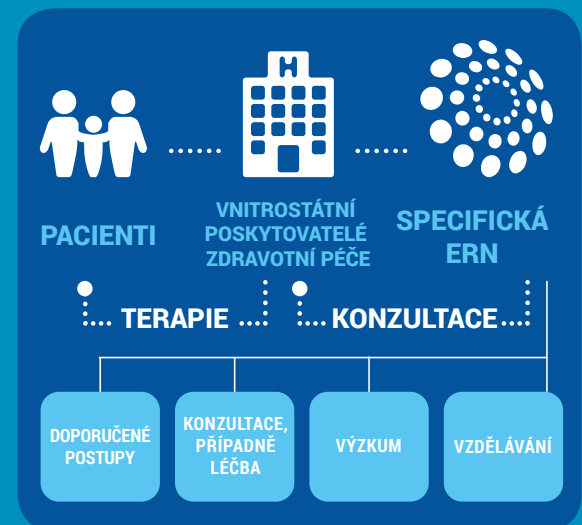 H
PACIENTI
VNITROSTÁTNÍ
POSKYTOVATELÉ
ZDRAVOTNÍ PÉČE
SPECIFICKÁ
ERN
TERAPIE
KONZULTACE
DOPORUČENÉ
POSTUPY
KONZULTACE,
PŘÍPADNĚ
LÉČBA
VÝZKUM
VZDĚLÁVÁNÍ